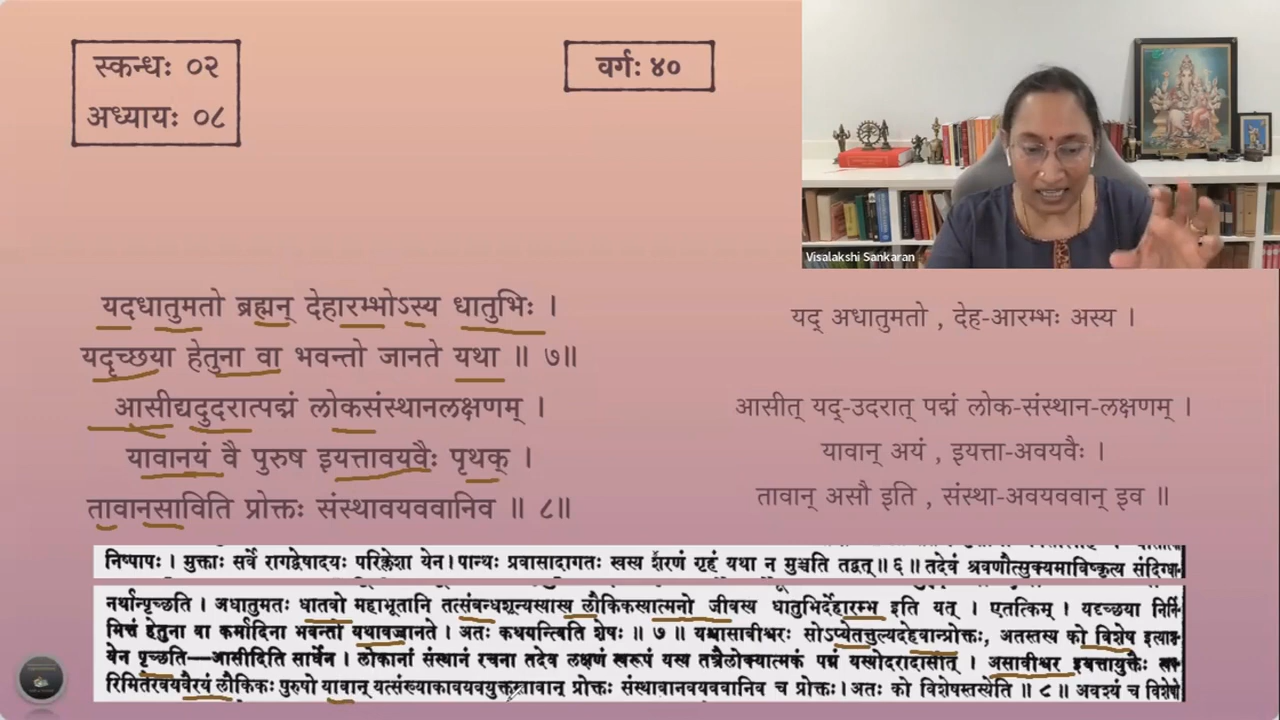 स्कन्धः ०२
अध्यायः ०८
वर्गः ४०
Visalakshi Sankaran
यदधातुमतो ब्रह्मन् देहारम्भोऽस्य धातुभिः ।
यदृच्छया हेतुना वा भवन्तो जानते यथा ॥ ७॥
आसीद्यदुदरात्पद्मं लोकसंस्थानलक्षणम् ।
यावानयं वै पुरुष इयत्तावयवैः पृथक् ।
तावानसाविति प्रोक्तः संस्थावयववानिव ॥ ८॥
यद् अधातुमतो , देह-आरम्भः अस्य ।
आसीत् यद्-उदरात् पद्मं लोक-संस्थान-लक्षणम् ।
यावान् अयं , इयत्ता-अवयवैः ।
तावान् असौ इति , संस्था-अवयववान् इव ॥
निष्पापः । मुक्ताः सर्वे रागद्वेषादयः परिक्लेशा येन । पान्थः प्रवासादागतः स्वस्य शरणं गृहं यथा न मुञ्चति तद्वत् ॥ ६ ॥ तदेवं श्रवणौत्सुक्यमाविष्कृत्य संदिग्धा-
नर्थान्पृच्छति । अधातुमतः धातवो महाभूतानि तत्संबन्धशून्यस्यास्य लौकिकस्यात्मनो जीवस्य धातुभिर्देहारम्भ इति यत् । एतत्किम् । यदृच्छया निर्नि-
मित्तं हेतुना वा कर्मादिना भवन्तो यथावज्जानते । अतः कथयन्त्विति शेषः ॥ ७ ॥ यश्चासावीश्वरः सोऽप्येतत्तुल्यदेहवान्प्रोक्तः, अतस्तस्य को विशेष इत्याश-
येन पृच्छति—आसीदिति सार्धेन । लोकानां संस्थानं रचना तदेव लक्षणं स्वरूपं यस्य तत्रैलोक्यात्मकं पद्मं यस्योदरादासीत् । असावीश्वर इयत्तायुक्तैः स्व-
रिमितैरवयवैरयं लौकिकः पुरुषो यावान् यत्संख्याकावयवयुक्तस्तावान् प्रोक्तः संस्थावानवयववानिव च प्रोक्तः । अतः को विशेषस्तस्येति ॥ ८ ॥ अवश्यं च विशेषो